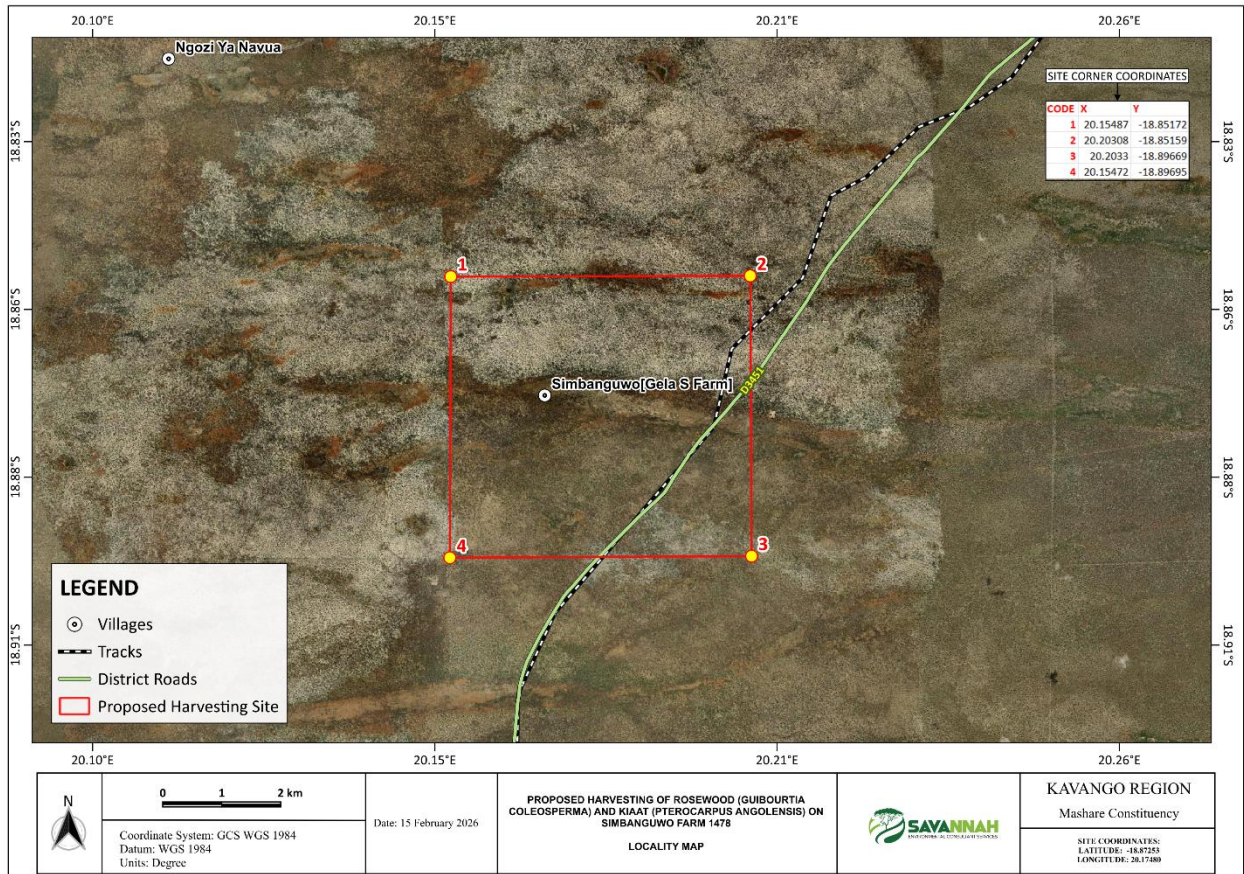 20.10°E 20.15°E 20.21°E 20.26°E
Ngozi Ya Navua
SITE CORNER COORDINATES
CODE X Y
1 20.15487 -18.85172
2 20.20308 -18.85159
3 20.2033 -18.89669
4 20.15472 -18.89695
18.83°S 18.83°S
1 2
18.86°S 18.86°S
Simbanguwo[Gela S Farm]
D3451
18.88°S 18.88°S
4 3
18.91°S 18.91°S
LEGEND
Villages
Tracks
District Roads
Proposed Harvesting Site
20.10°E 20.15°E 20.21°E 20.26°E
N
0 1 2 km
Coordinate System: GCS WGS 1984
Datum: WGS 1984
Units: Degree
Date: 15 February 2026
PROPOSED HARVESTING OF ROSEWOOD (GUIBOURTIA
COLEOSPERMA) AND KIAAT (PTEROCARPUS ANGOLENSIS) ON
SIMBANGUWO FARM 1478
LOCALITY MAP
SAVANNAH
ENVIRONMENTAL CONSULTANT SERVICES
KAVANGO REGION
Mashare Constituency
SITE COORDINATES:
LATITUDE: -18.87253
LONGITUDE: 20.17480